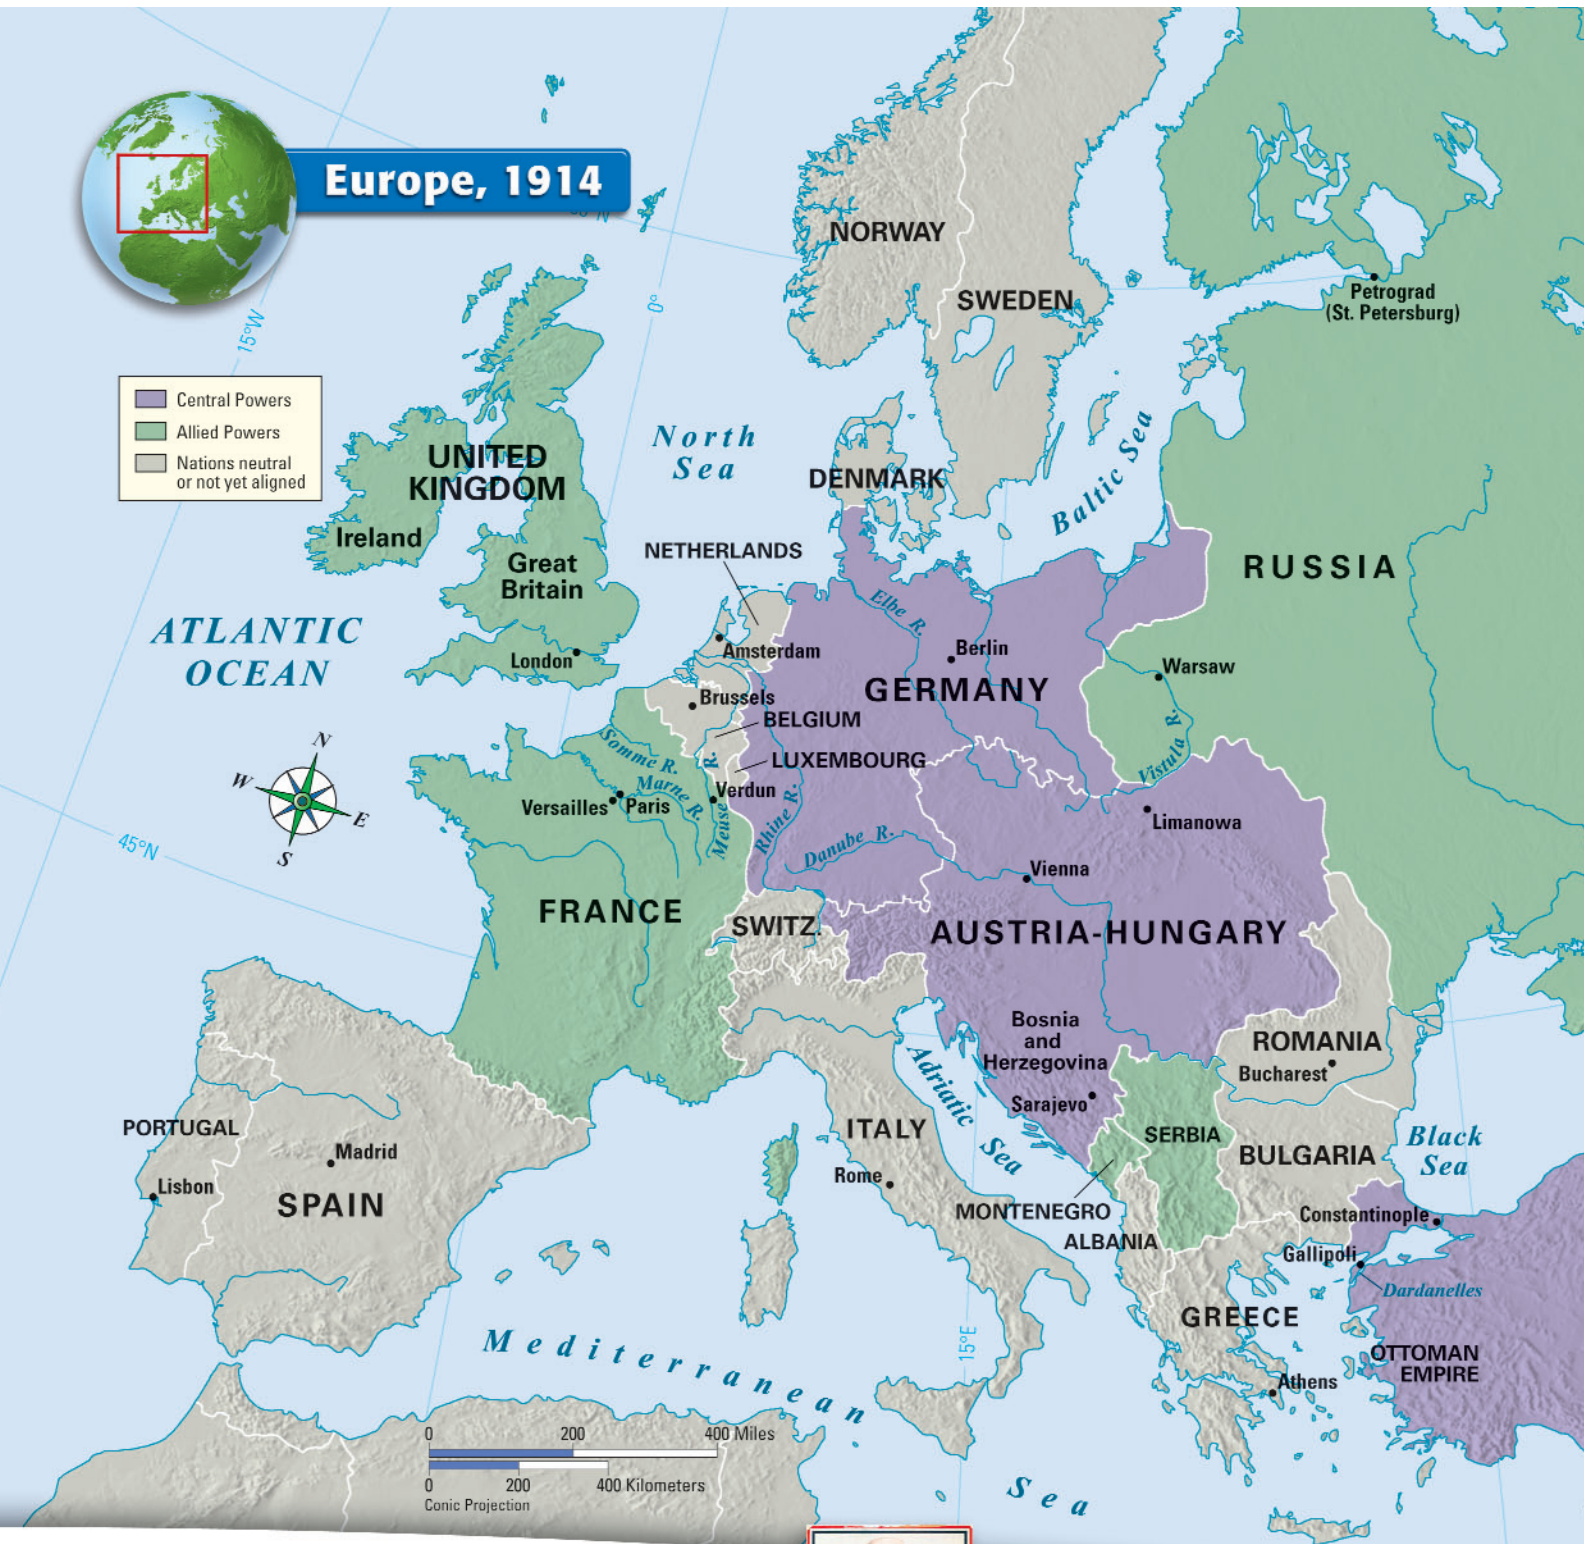 Europe, 1914
15°W
0°
Central Powers
Allied Powers
Nations neutral
or not yet aligned
NORWAY
SWEDEN
Petrograd
(St. Petersburg)
North
Sea
DENMARK
Baltic Sea
UNITED
KINGDOM
Ireland
Great
Britain
London
NETHERLANDS
Amsterdam
RUSSIA
ATLANTIC
OCEAN
Elbe R.
Berlin
GERMANY
Warsaw
Vistula R.
Brussels
BELGIUM
LUXEMBOURG
Somme R.
Marne R.
Verdun
Versailles
Paris
Meuse R.
Rhine R.
Danube R.
Limanowa
Vienna
N
W
E
S
45°N
FRANCE
SWITZ.
AUSTRIA-HUNGARY
Bosnia
and
Herzegovina
Sarajevo
ROMANIA
Bucharest
Adriatic Sea
ITALY
Rome
SERBIA
BULGARIA
Black
Sea
MONTENEGRO
ALBANIA
Constantinople
Gallipoli
Dardanelles
PORTUGAL
Madrid
Lisbon
SPAIN
GREECE
OTTOMAN
EMPIRE
Athens
15°E
Mediterranean
Sea
0 200 400 Miles
0 200 400 Kilometers
Conic Projection